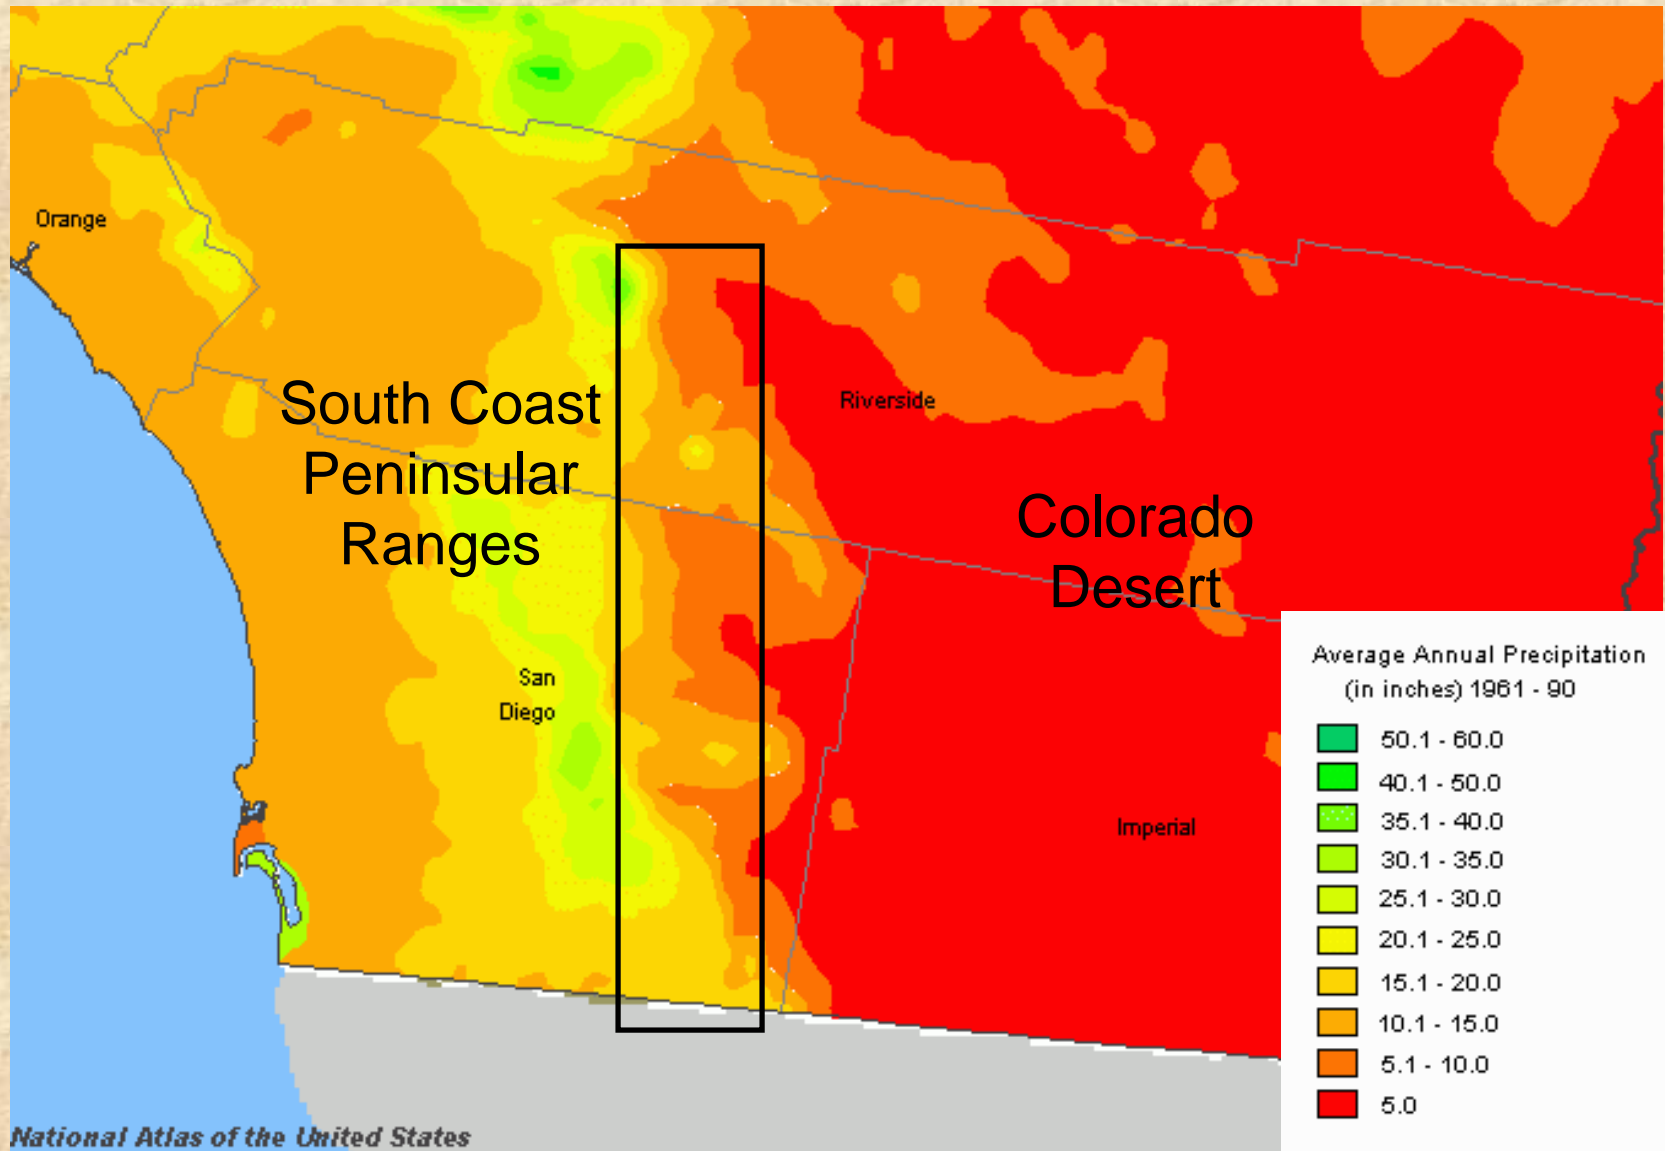 Orange
South Coast
Peninsular
Ranges
Riverside
Colorado
Desert
San
Diego
Imperial
Average Annual Precipitation
(in inches) 1961 - 90
50.1 - 60.0
40.1 - 50.0
35.1 - 40.0
30.1 - 35.0
25.1 - 30.0
20.1 - 25.0
15.1 - 20.0
10.1 - 15.0
5.1 - 10.0
5.0
National Atlas of the United States